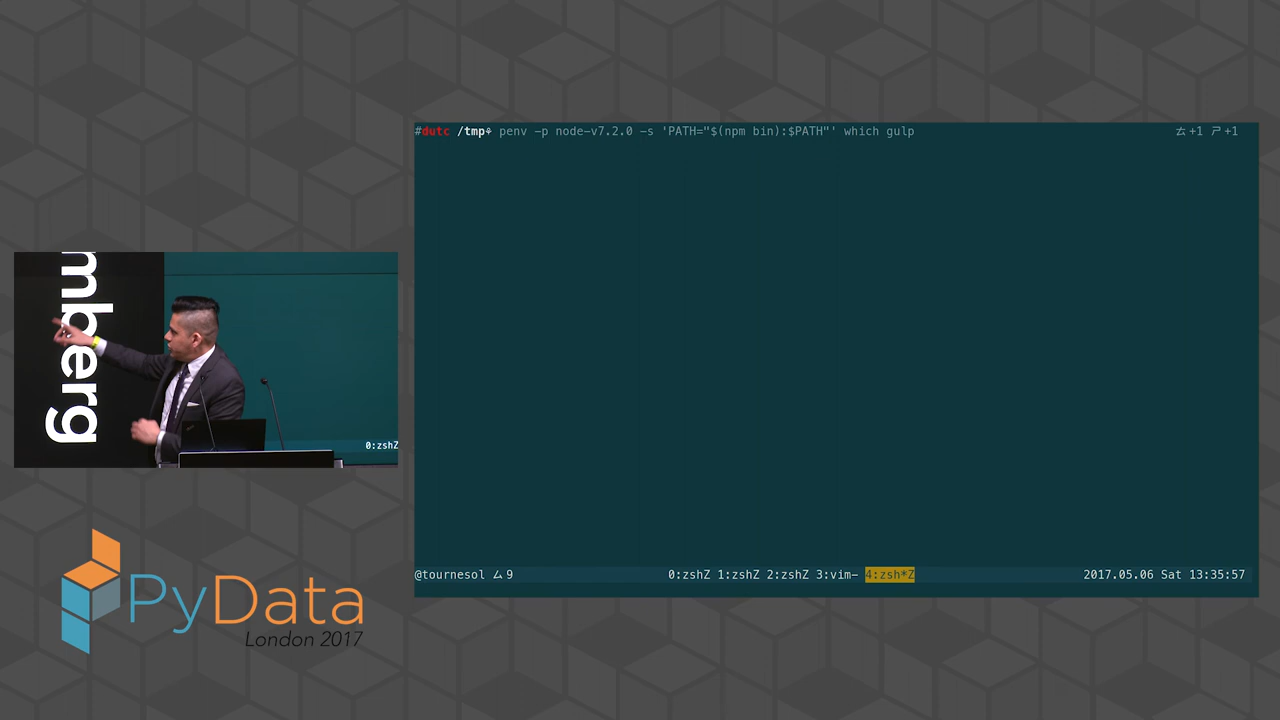 #dutc /tmp⚘ penv -p node-v7.2.0 -s 'PATH="$(npm bin):$PATH"' which gulp ㄊ+1 ㄕ+1
mberg
0:zshZ
@tournesol ㄙ9 0:zshZ 1:zshZ 2:zshZ 3:vim- 4:zsh*Z 2017.05.06 Sat 13:35:57
PyData
London 2017